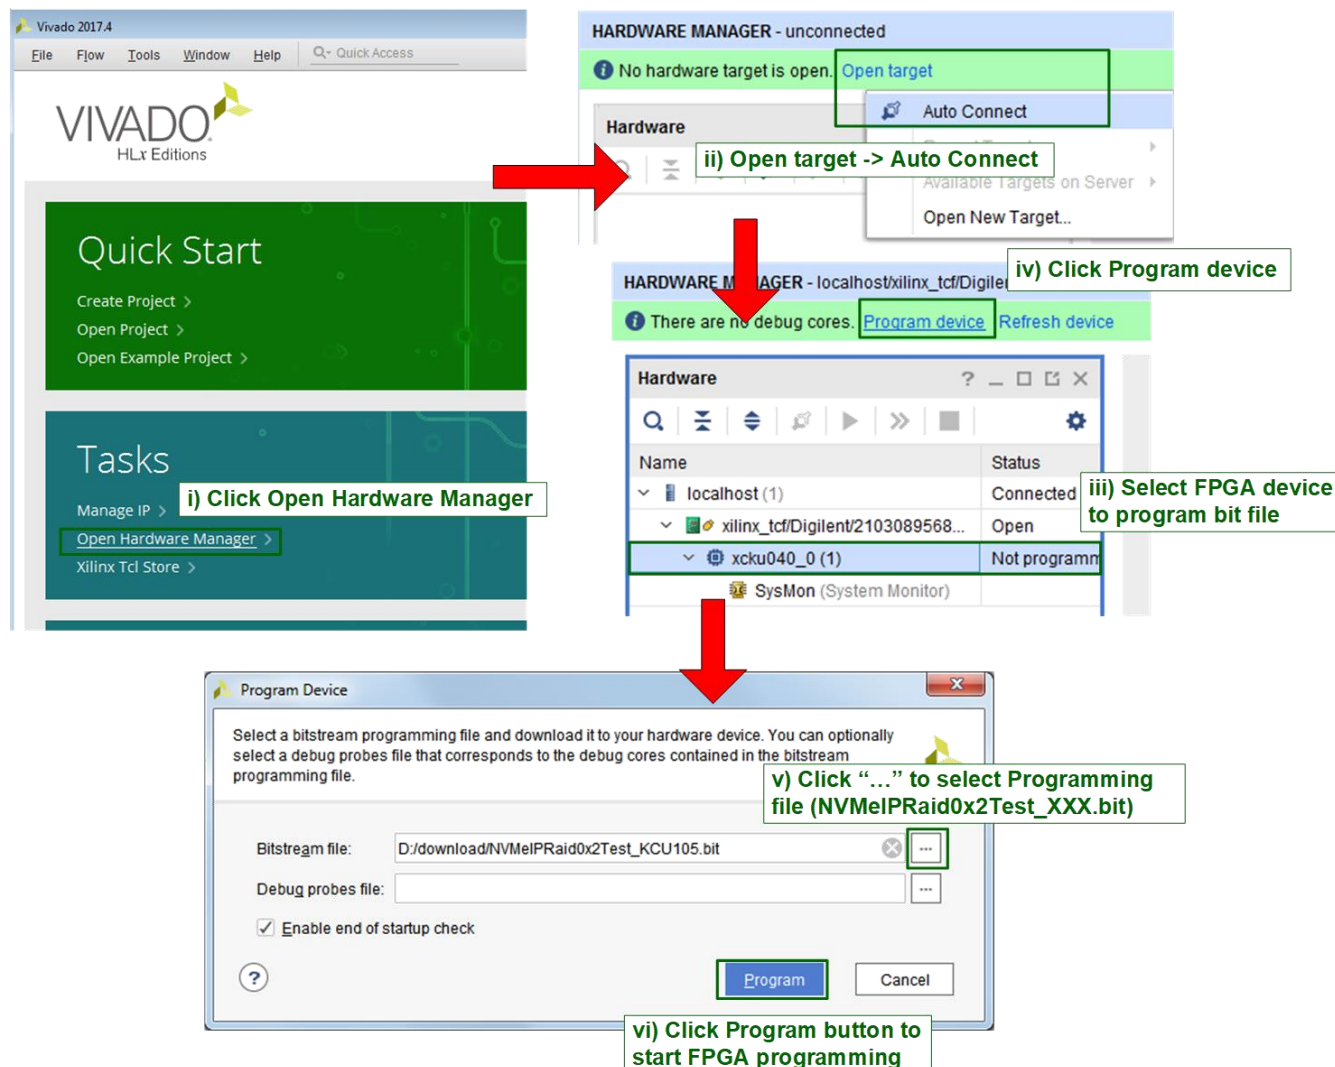 Vivado 2017.4
File Flow Tools Window Help Quick Access
VIVADO
HLx Editions
Quick Start
Create Project >
Open Project >
Open Example Project >
Tasks
Manage IP >
i) Click Open Hardware Manager
Open Hardware Manager >
Xilinx Tcl Store >
HARDWARE MANAGER - unconnected
No hardware target is open. Open target
Auto Connect
Hardware
ii) Open target -> Auto Connect
Available Targets on Server
Open New Target...
iv) Click Program device
HARDWARE MANAGER - localhost/xilinx_tcf/Digile
There are no debug cores. Program device Refresh device
Hardware
Name Status
localhost (1) Connected
iii) Select FPGA device
to program bit file
xilinx_tcf/Digilent/2103089568... Open
xcku040_0 (1) Not programm
SysMon (System Monitor)
Program Device
Select a bitstream programming file and download it to your hardware device. You can optionally
select a debug probes file that corresponds to the debug cores contained in the bitstream
programming file.
v) Click “…” to select Programming
file (NVMeIPRaid0x2Test_XXX.bit)
Bitstream file: D:/download/NVMeIPRaid0x2Test_KCU105.bit ...
Debug probes file: ...
Enable end of startup check
? Program Cancel
vi) Click Program button to
start FPGA programming